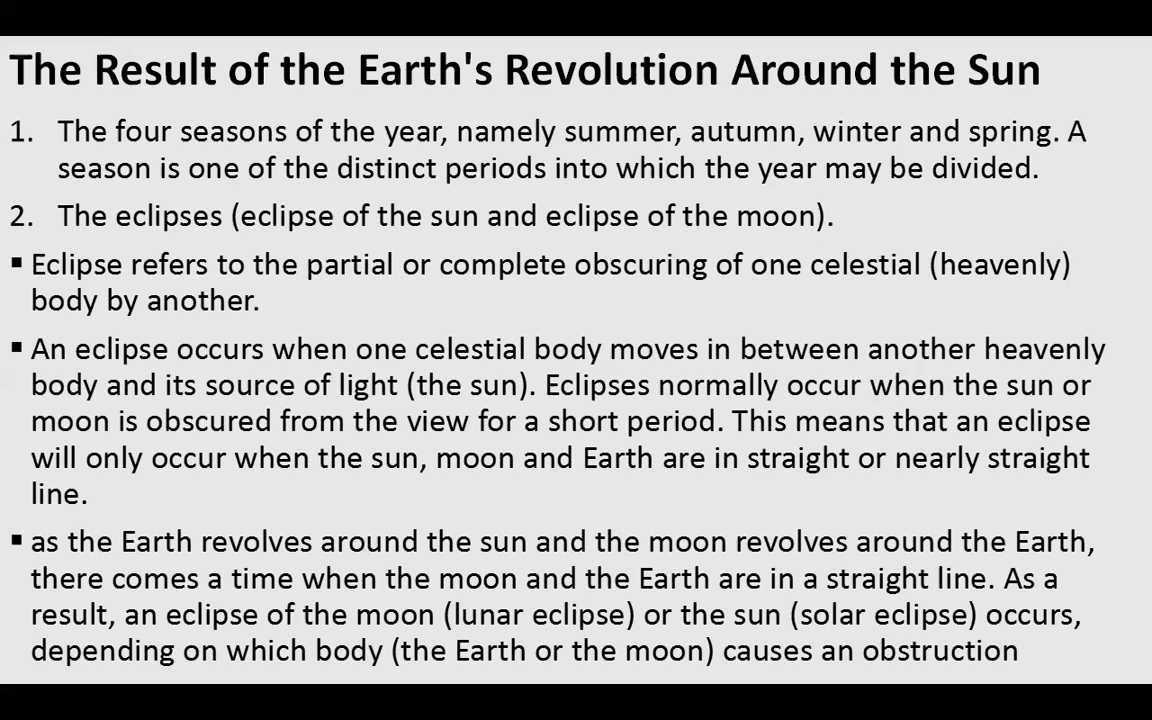 The Result of the Earth's Revolution Around the Sun
1. The four seasons of the year, namely summer, autumn, winter and spring. A
season is one of the distinct periods into which the year may be divided.
2. The eclipses (eclipse of the sun and eclipse of the moon).
▪ Eclipse refers to the partial or complete obscuring of one celestial (heavenly)
body by another.
▪ An eclipse occurs when one celestial body moves in between another heavenly
body and its source of light (the sun). Eclipses normally occur when the sun or
moon is obscured from the view for a short period. This means that an eclipse
will only occur when the sun, moon and Earth are in straight or nearly straight
line.
▪ as the Earth revolves around the sun and the moon revolves around the Earth,
there comes a time when the moon and the Earth are in a straight line. As a
result, an eclipse of the moon (lunar eclipse) or the sun (solar eclipse) occurs,
depending on which body (the Earth or the moon) causes an obstruction